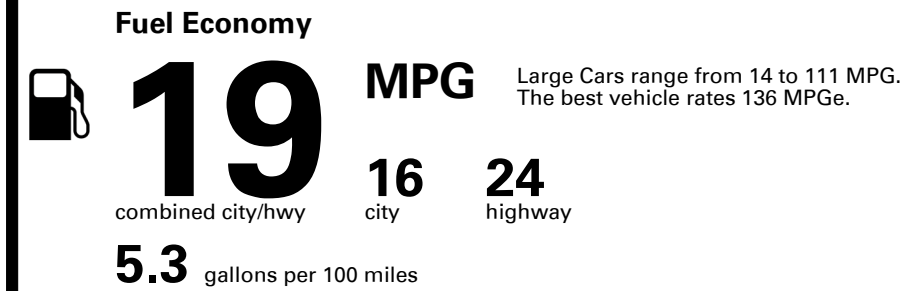 Fuel Economy
19
MPG
Large Cars range from 14 to 111 MPG.
The best vehicle rates 136 MPGe.
16
24
combined city/hwy
city
highway
5.3 gallons per 100 miles